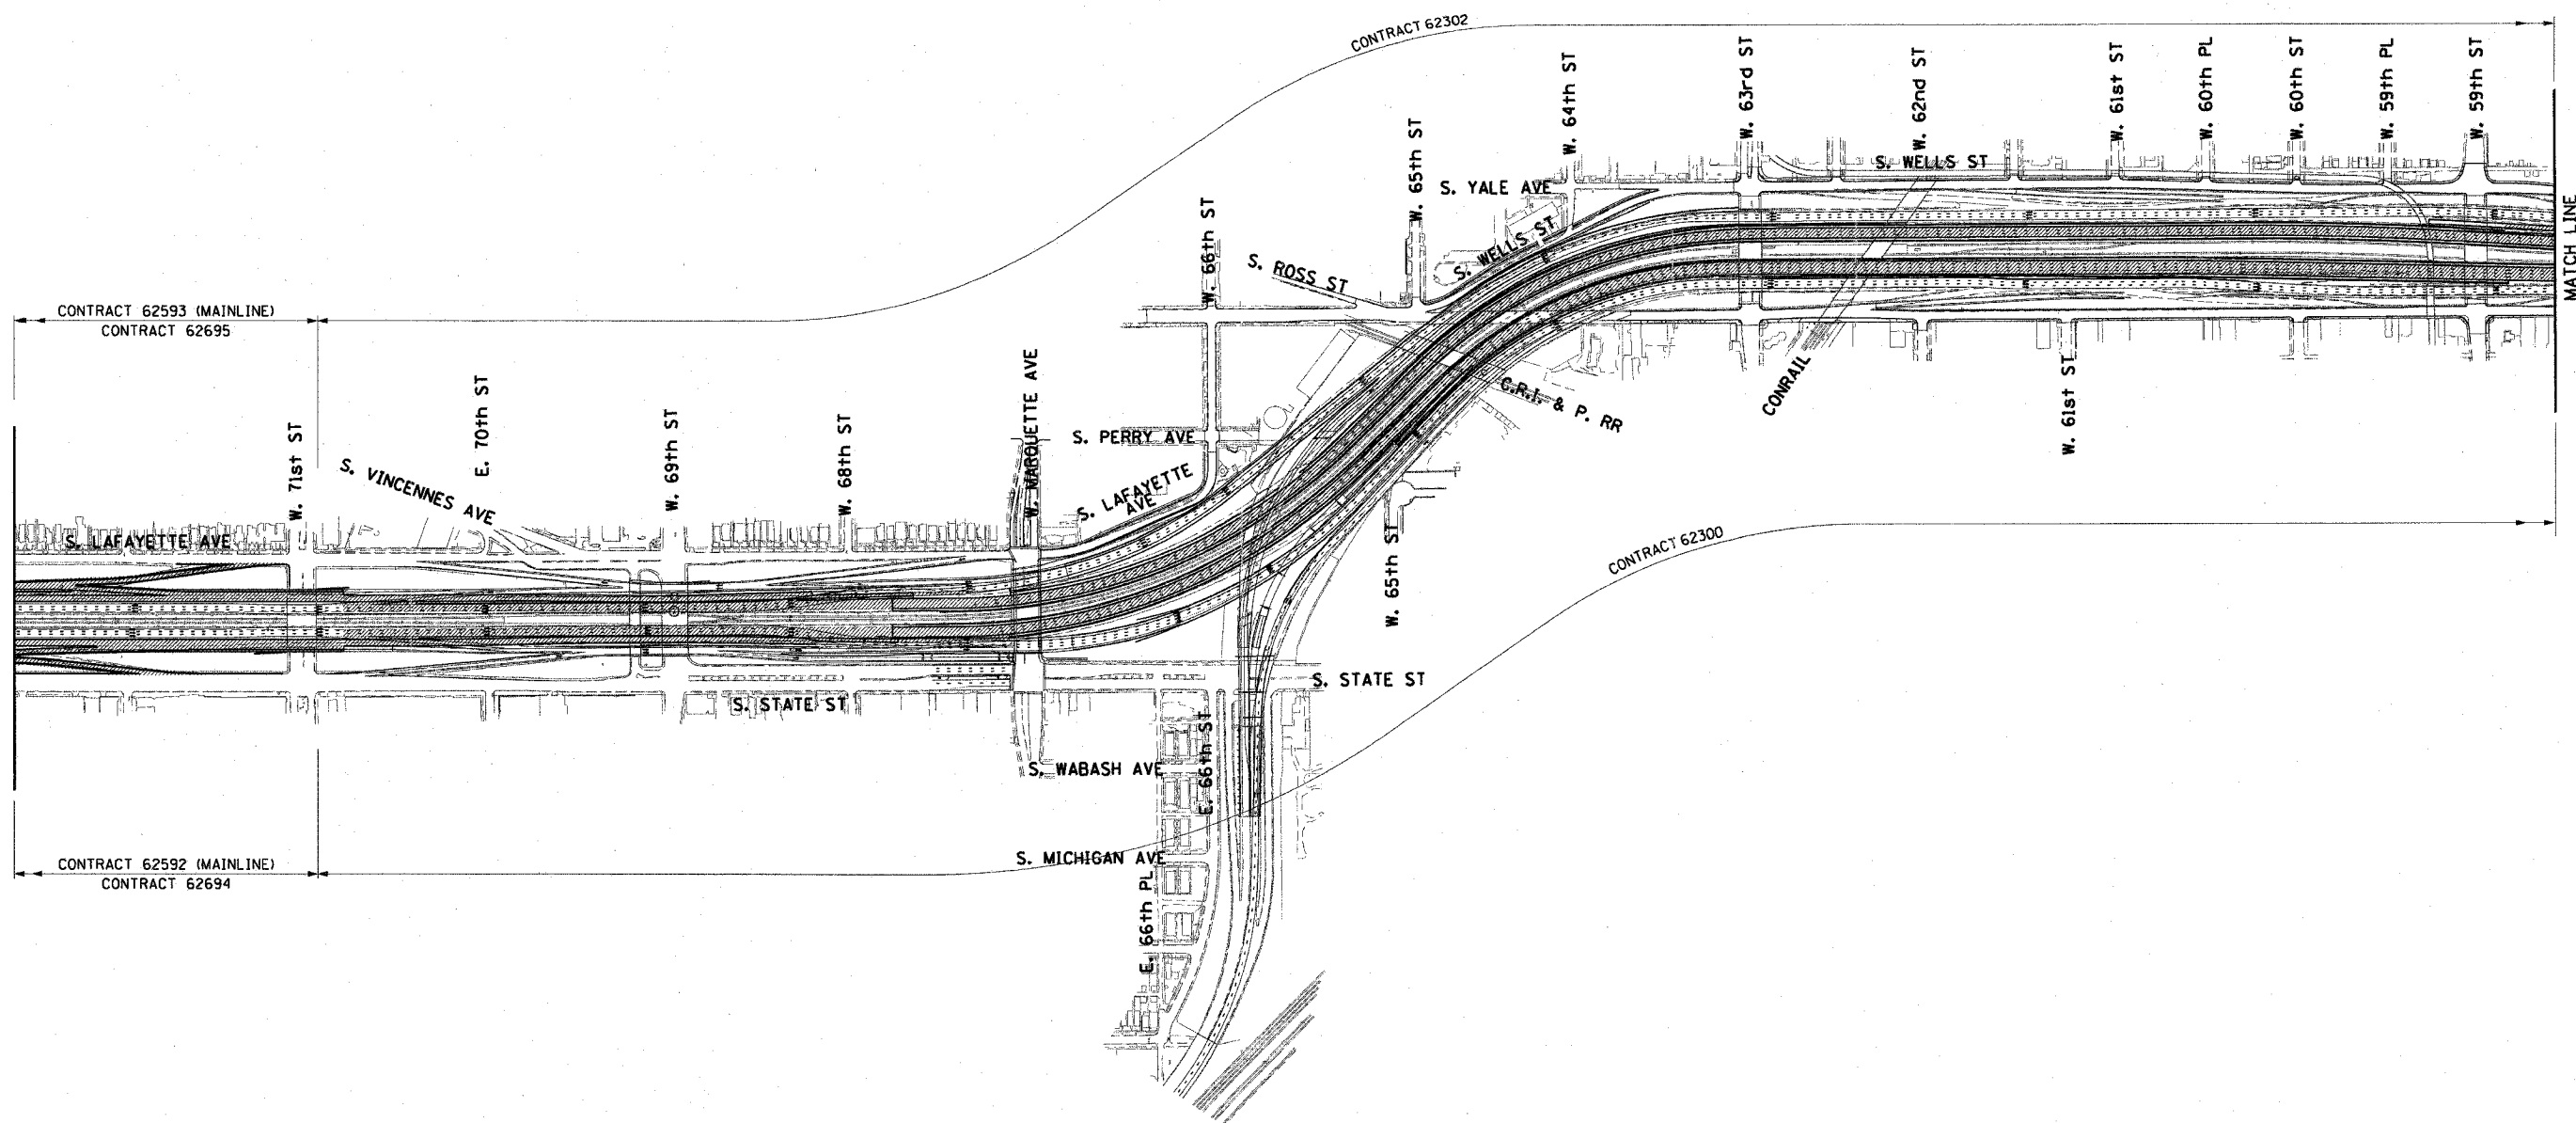 CONTRACT 62302
W. 59th ST
W. 59th PL
W. 60th ST
W. 60th PL
W. 61st ST
W. 62nd ST
W. 63rd ST
W. 64th ST
W. 65th ST
S. WELLS ST
S. YALE AVE
MATCH LINE
W. 66th ST
S. WELLS ST
S. ROSS ST
CONTRACT 62593 (MAINLINE)
CONTRACT 62695
CONRAIL
C.R.I. & P. RR
W. 61st ST
W. MARQUETTE AVE
E. 70th ST
W. 69th ST
W. 68th ST
W. 71st ST
S. VINCENNES AVE
S. PERRY AVE
S. LAFAYETTE
AVE
S. LAFAYETTE AVE
W. 65th ST
CONTRACT 62300
S. STATE ST
S. STATE ST
E. 66th ST
S. WABASH AVE
S. MICHIGAN AVE
E. 66th PL
CONTRACT 62592 (MAINLINE)
CONTRACT 62694